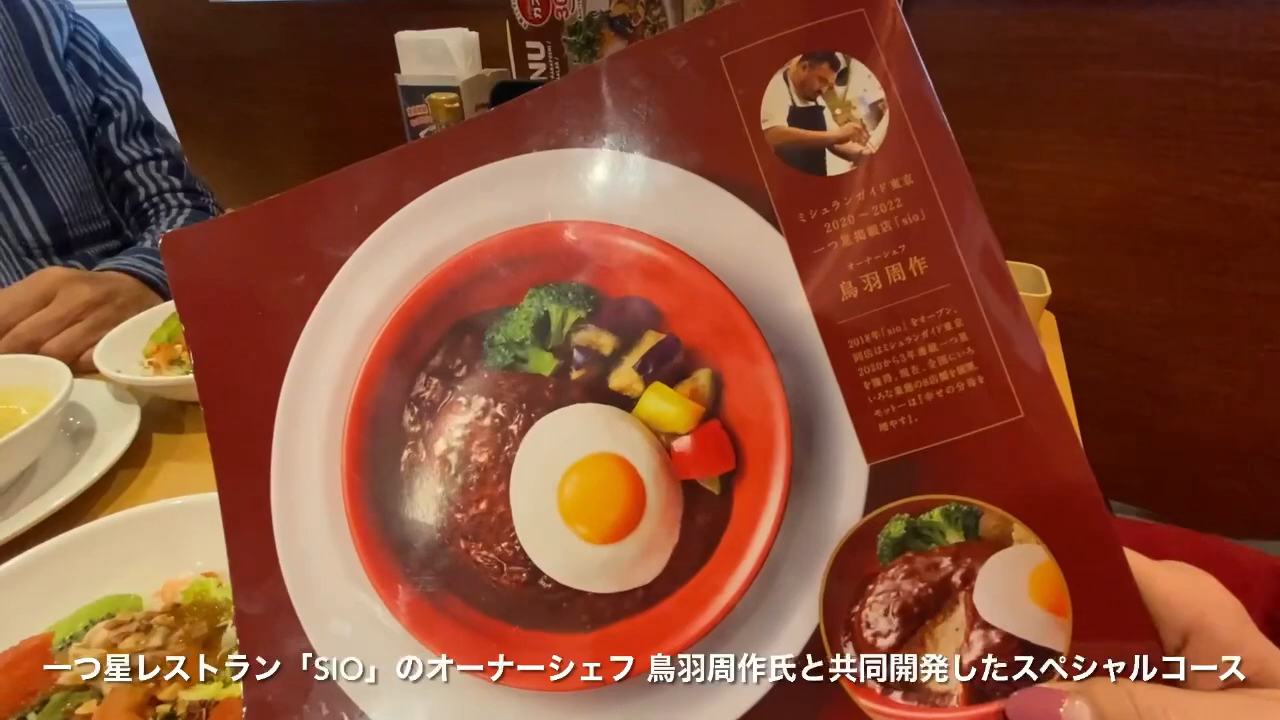 NU
ミシュランガイド東京
2020〜2022
一つ星掲載店「sio」
オーナーシェフ
鳥羽周作
2018年「sio」をオープン。
同店はミシュランガイド東京
2020から3年連続一つ星
を獲得。現在、全国にいろ
いろな業態の8店舗を展開。
モットーは『幸せの分母を
増やす』。
一つ星レストラン「SIO」のオーナーシェフ 鳥羽周作氏と共同開発したスペシャルコース